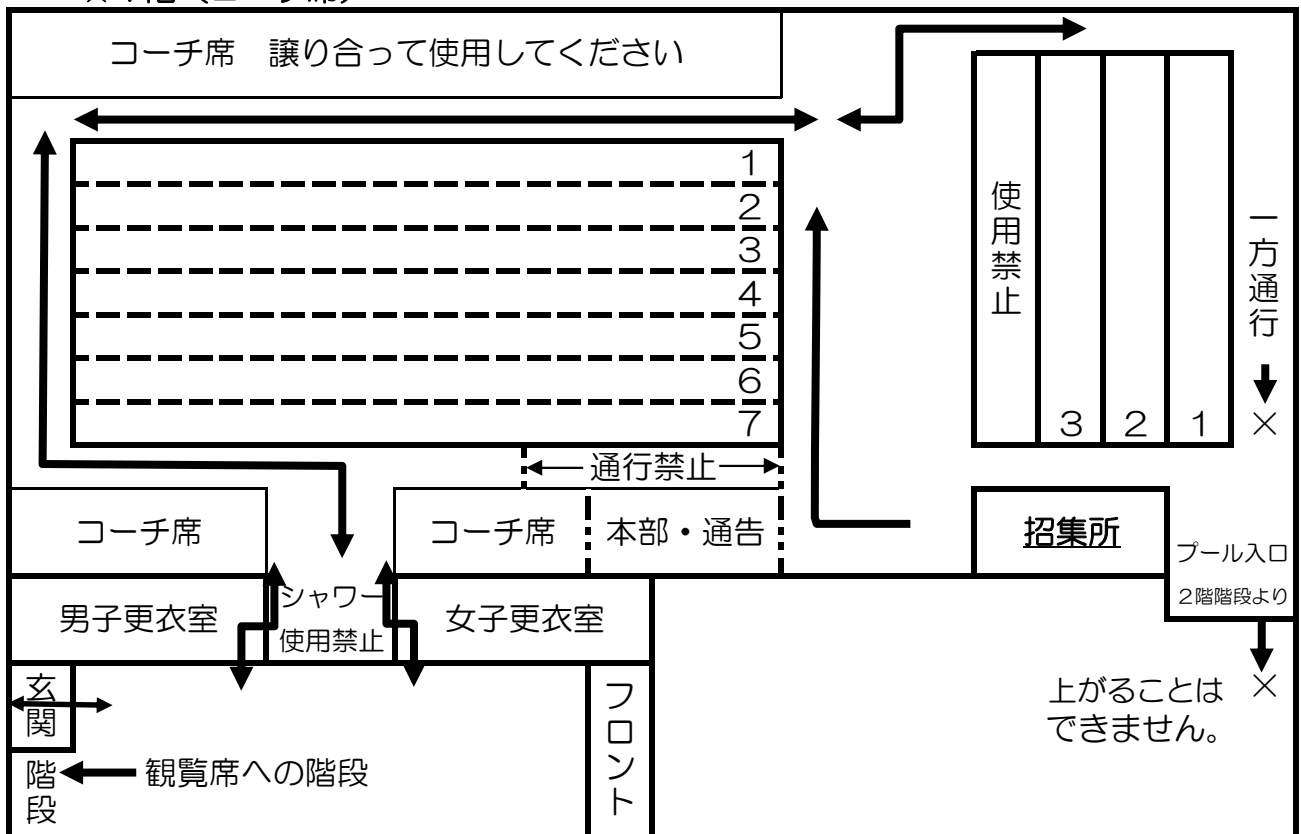 コーチ席　譲り合って使用してください
1
2
3
4
5
6
7
使用禁止
3
2
1
一方通行
×
通行禁止
コーチ席
コーチ席
本部・通告
招集所
プール入口
2階階段より
男子更衣室
シャワー
使用禁止
女子更衣室
玄関
フロント
上がることは
できません。
×
階段
観覧席への階段